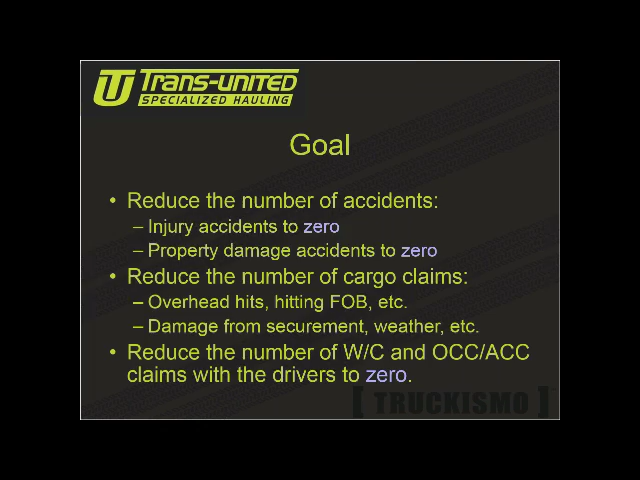 Trans-United
SPECIALIZED HAULING
Goal
• Reduce the number of accidents:
– Injury accidents to zero
– Property damage accidents to zero
• Reduce the number of cargo claims:
– Overhead hits, hitting FOB, etc.
– Damage from securement, weather, etc.
• Reduce the number of W/C and OCC/ACC
claims with the drivers to zero.
[ TRUCKISMO ]